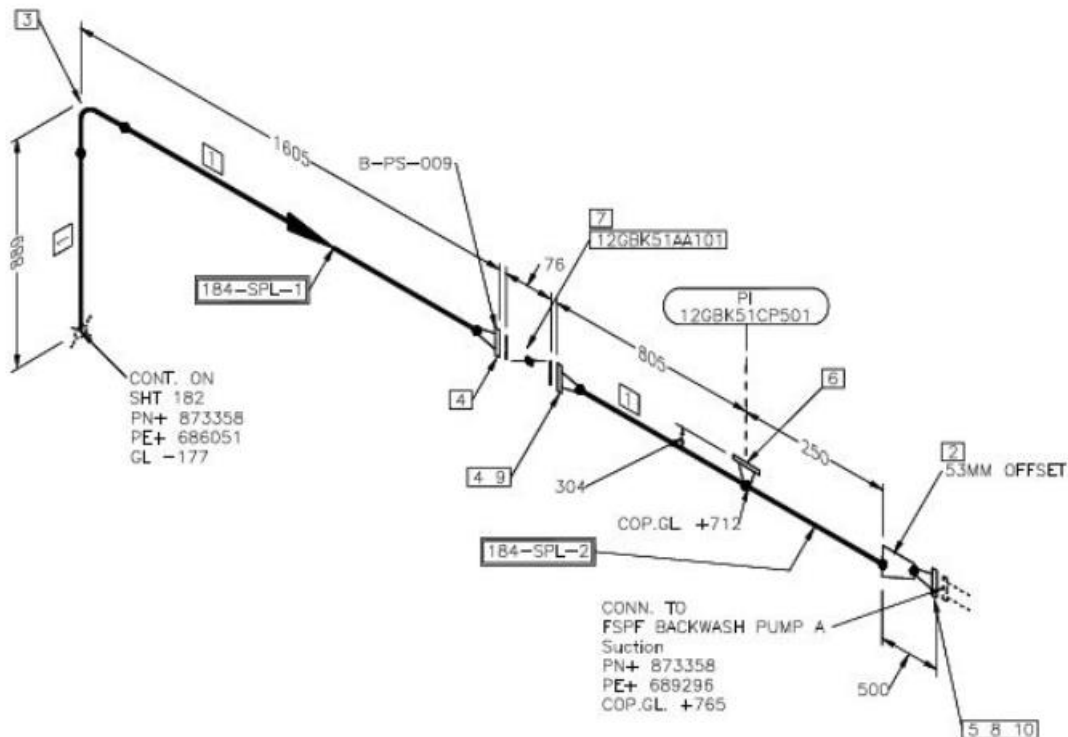 3
1605
889
1
1
B-PS-009
7
12GBK51AA101
76
184-SPL-1
PI
12GBK51CP501
805
CONT. ON
SHT 182
PN+ 873358
PE+ 686051
GL -177
4
1
6
250
4 9
304
2
53MM OFFSET
COP.GL +712
184-SPL-2
CONN. TO
FSPF BACKWASH PUMP A
Suction
PN+ 873358
PE+ 689296
COP.GL. +765
500
5 8 10